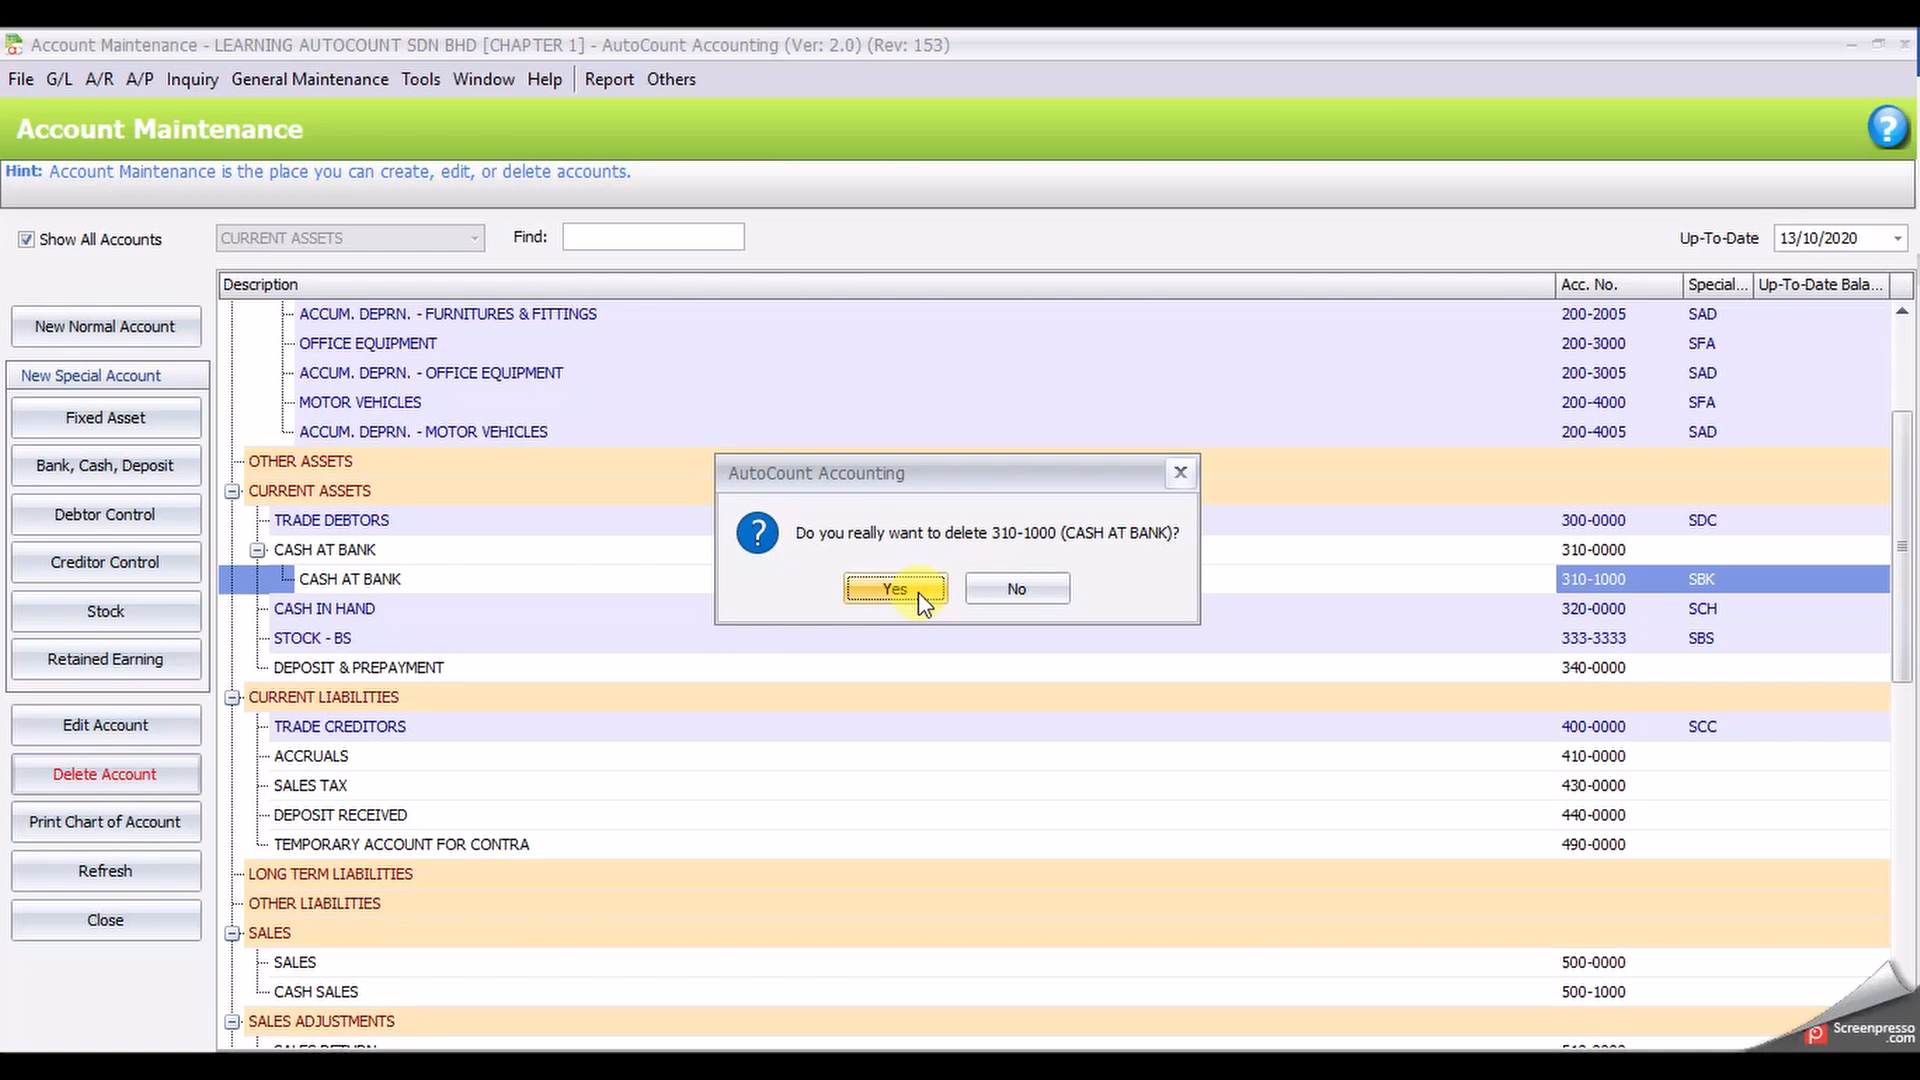 Account Maintenance - LEARNING AUTOCOUNT SDN BHD [CHAPTER 1] - AutoCount Accounting (Ver: 2.0) (Rev: 153)
File G/L A/R A/P Inquiry General Maintenance Tools Window Help Report Others
Account Maintenance
Hint: Account Maintenance is the place you can create, edit, or delete accounts.
Show All Accounts CURRENT ASSETS Find: Up-To-Date 13/10/2020
Description Acc. No. Special... Up-To-Date Bala...
New Normal Account
New Special Account
Fixed Asset
Bank, Cash, Deposit
Debtor Control
Creditor Control
Stock
Retained Earning
Edit Account
Delete Account
Print Chart of Account
Refresh
Close
ACCUM. DEPRN. - FURNITURES & FITTINGS 200-2005 SAD
OFFICE EQUIPMENT 200-3000 SFA
ACCUM. DEPRN. - OFFICE EQUIPMENT 200-3005 SAD
MOTOR VEHICLES 200-4000 SFA
ACCUM. DEPRN. - MOTOR VEHICLES 200-4005 SAD
OTHER ASSETS
CURRENT ASSETS
TRADE DEBTORS 300-0000 SDC
CASH AT BANK 310-0000
CASH AT BANK 310-1000 SBK
CASH IN HAND 320-0000 SCH
STOCK - BS 333-3333 SBS
DEPOSIT & PREPAYMENT 340-0000
CURRENT LIABILITIES
TRADE CREDITORS 400-0000 SCC
ACCRUALS 410-0000
SALES TAX 430-0000
DEPOSIT RECEIVED 440-0000
TEMPORARY ACCOUNT FOR CONTRA 490-0000
LONG TERM LIABILITIES
OTHER LIABILITIES
SALES
SALES 500-0000
CASH SALES 500-1000
SALES ADJUSTMENTS
AutoCount Accounting
Do you really want to delete 310-1000 (CASH AT BANK)?
Yes No
Screenpresso
.com